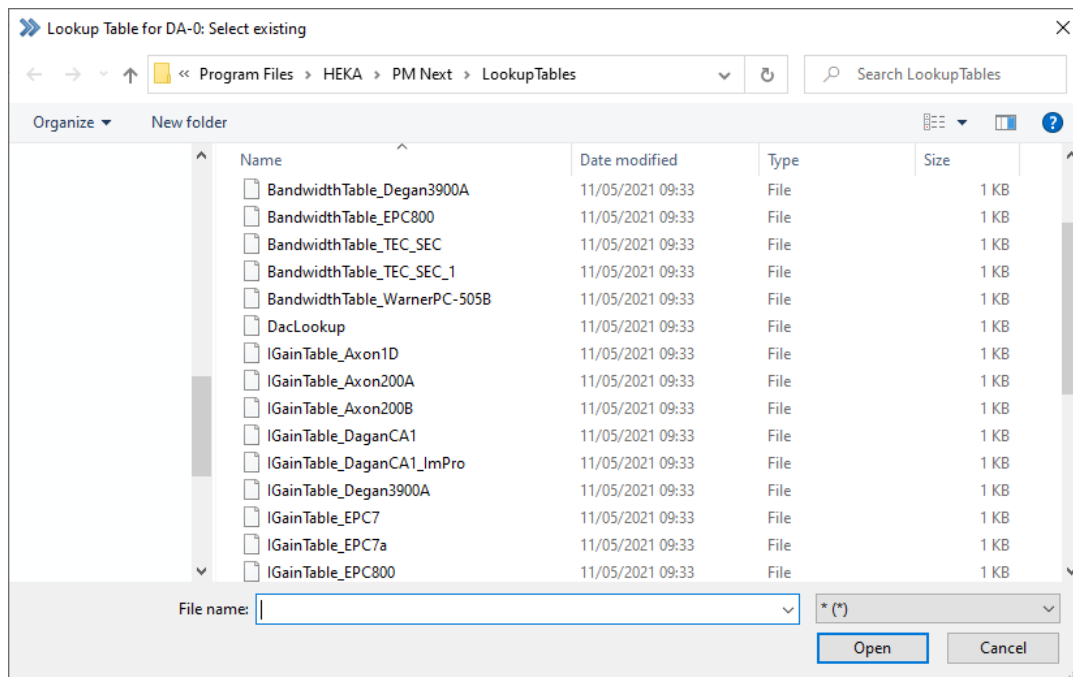 Lookup Table for DA-0: Select existing
« Program Files › HEKA › PM Next › LookupTables Search LookupTables
Organize New folder
Name Date modified Type Size
BandwidthTable_Degan3900A 11/05/2021 09:33 File 1 KB
BandwidthTable_EPC800 11/05/2021 09:33 File 1 KB
BandwidthTable_TEC_SEC 11/05/2021 09:33 File 1 KB
BandwidthTable_TEC_SEC_1 11/05/2021 09:33 File 1 KB
BandwidthTable_WarnerPC-505B 11/05/2021 09:33 File 1 KB
DacLookup 11/05/2021 09:33 File 1 KB
IGainTable_Axon1D 11/05/2021 09:33 File 1 KB
IGainTable_Axon200A 11/05/2021 09:33 File 1 KB
IGainTable_Axon200B 11/05/2021 09:33 File 1 KB
IGainTable_DaganCA1 11/05/2021 09:33 File 1 KB
IGainTable_DaganCA1_ImPro 11/05/2021 09:33 File 1 KB
IGainTable_Degan3900A 11/05/2021 09:33 File 1 KB
IGainTable_EPC7 11/05/2021 09:33 File 1 KB
IGainTable_EPC7a 11/05/2021 09:33 File 1 KB
IGainTable_EPC800 11/05/2021 09:33 File 1 KB
File name: * (*)
Open Cancel